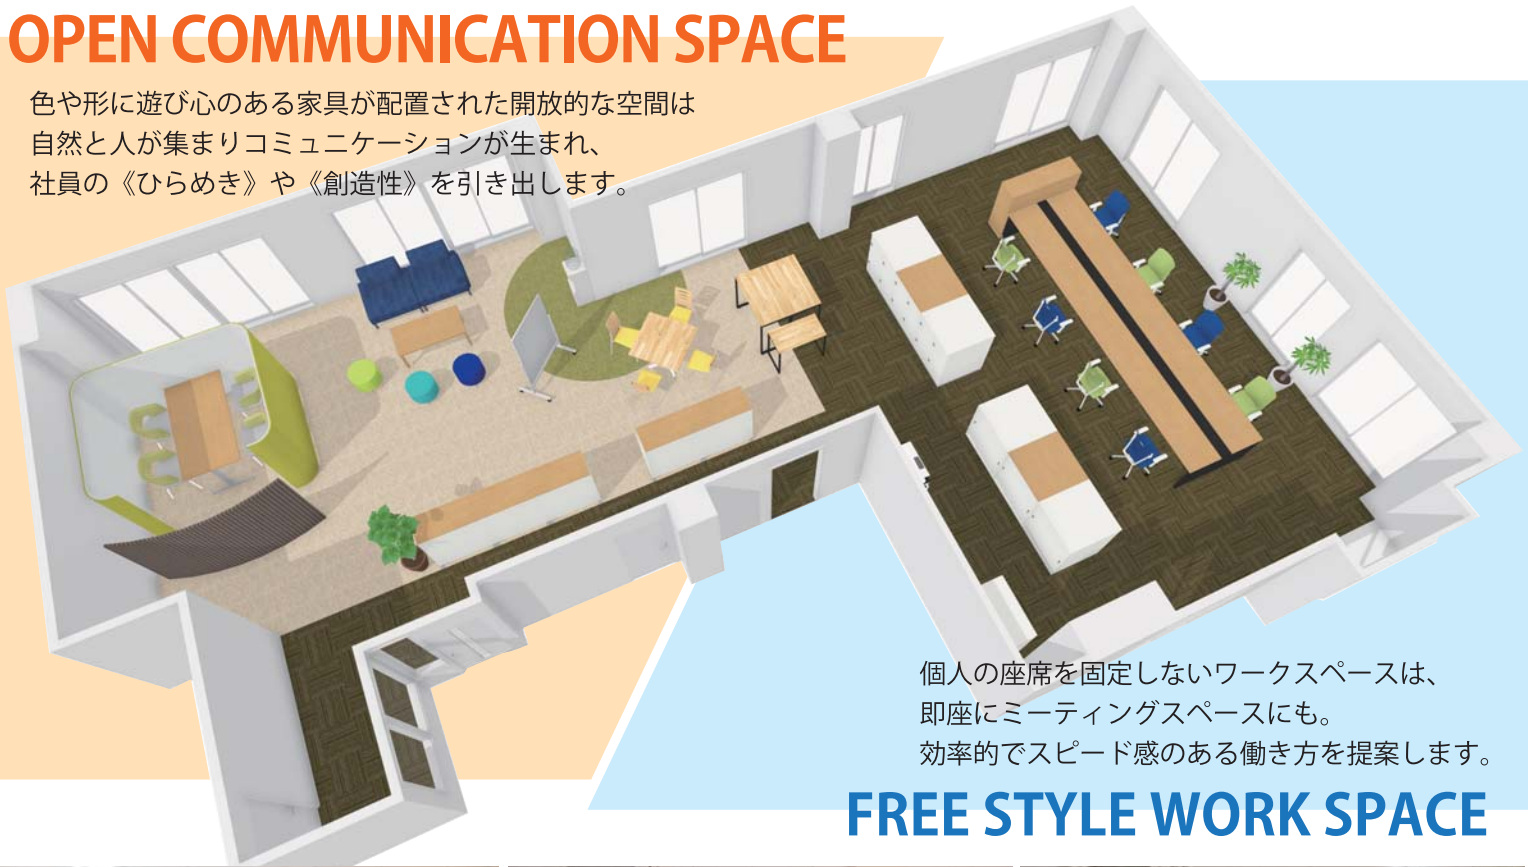 OPEN COMMUNICATION SPACE
色や形に遊び心のある家具が配置された開放的な空間は
自然と人が集まりコミュニケーションが生まれ、
社員の《ひらめき》や《創造性》を引き出します。
個人の座席を固定しないワークスペースは、
即座にミーティングスペースにも。
効率的でスピード感のある働き方を提案します。
FREE STYLE WORK SPACE